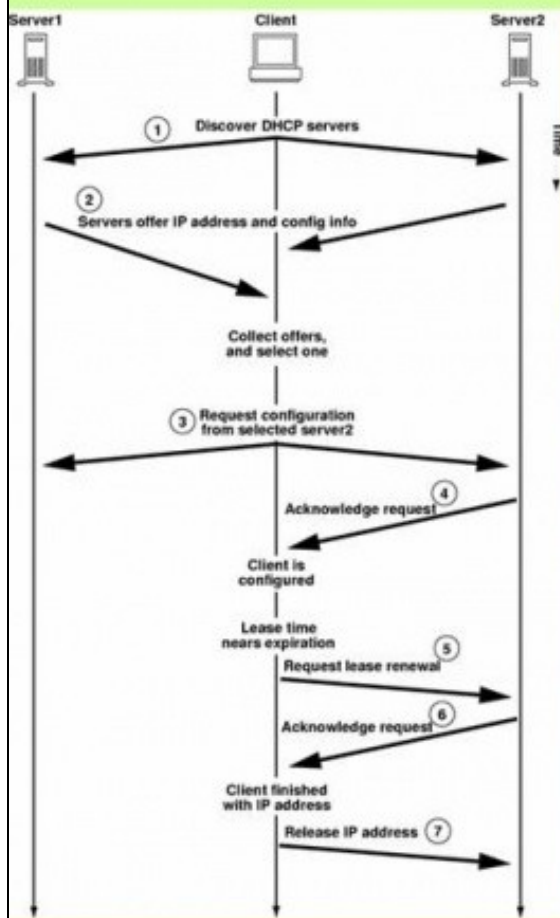 Server1
Client
Server2
Time
1
Discover DHCP servers
2
Servers offer IP address and config info
Collect offers,
and select one
3
Request configuration
from selected server2
4
Acknowledge request
Client is
configured
Lease time
nears expiration
5
Request lease renewal
6
Acknowledge request
Client finished
with IP address
Release IP address
7